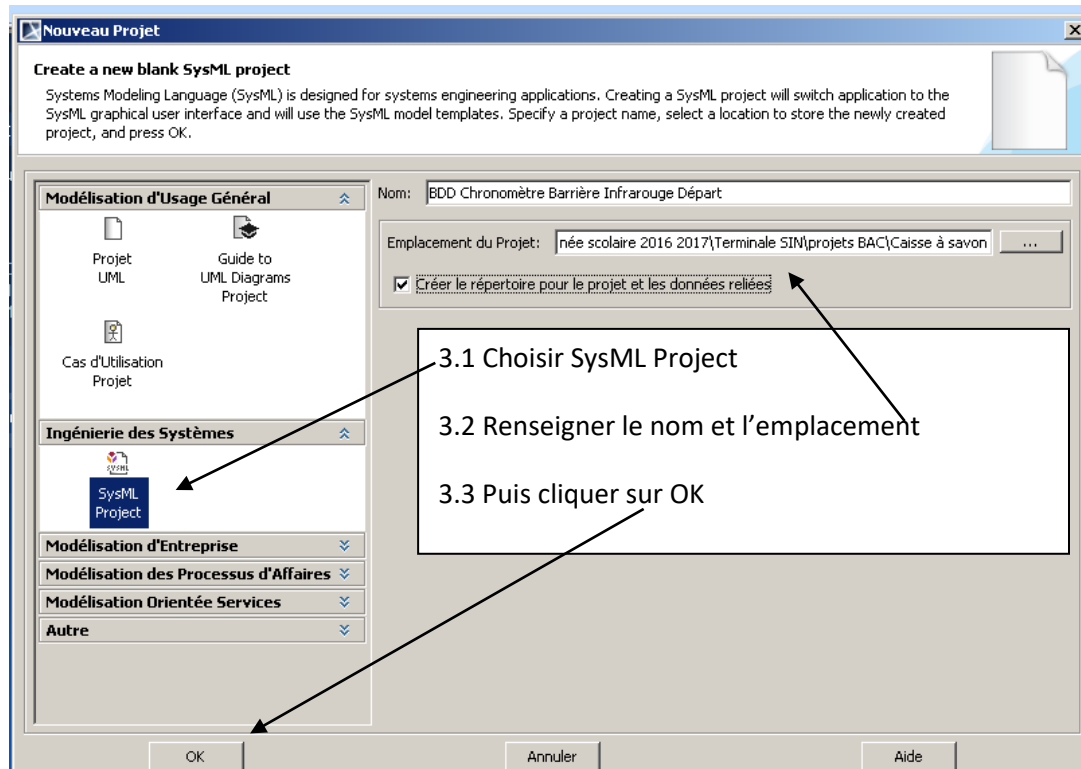 Nouveau Projet
Create a new blank SysML project
Systems Modeling Language (SysML) is designed for systems engineering applications. Creating a SysML project will switch application to the
SysML graphical user interface and will use the SysML model templates. Specify a project name, select a location to store the newly created
project, and press OK.
Modélisation d'Usage Général
Projet
UML
Guide to
UML Diagrams
Project
Cas d'Utilisation
Projet
Ingénierie des Systèmes
SYSML
SysML
Project
Modélisation d'Entreprise
Modélisation des Processus d'Affaires
Modélisation Orientée Services
Autre
Nom: BDD Chronomètre Barrière Infrarouge Départ
Emplacement du Projet: née scolaire 2016 2017\Terminale SIN\projets BAC\Caisse à savon ...
Créer le répertoire pour le projet et les données reliées
3.1 Choisir SysML Project
3.2 Renseigner le nom et l’emplacement
3.3 Puis cliquer sur OK
OK Annuler Aide